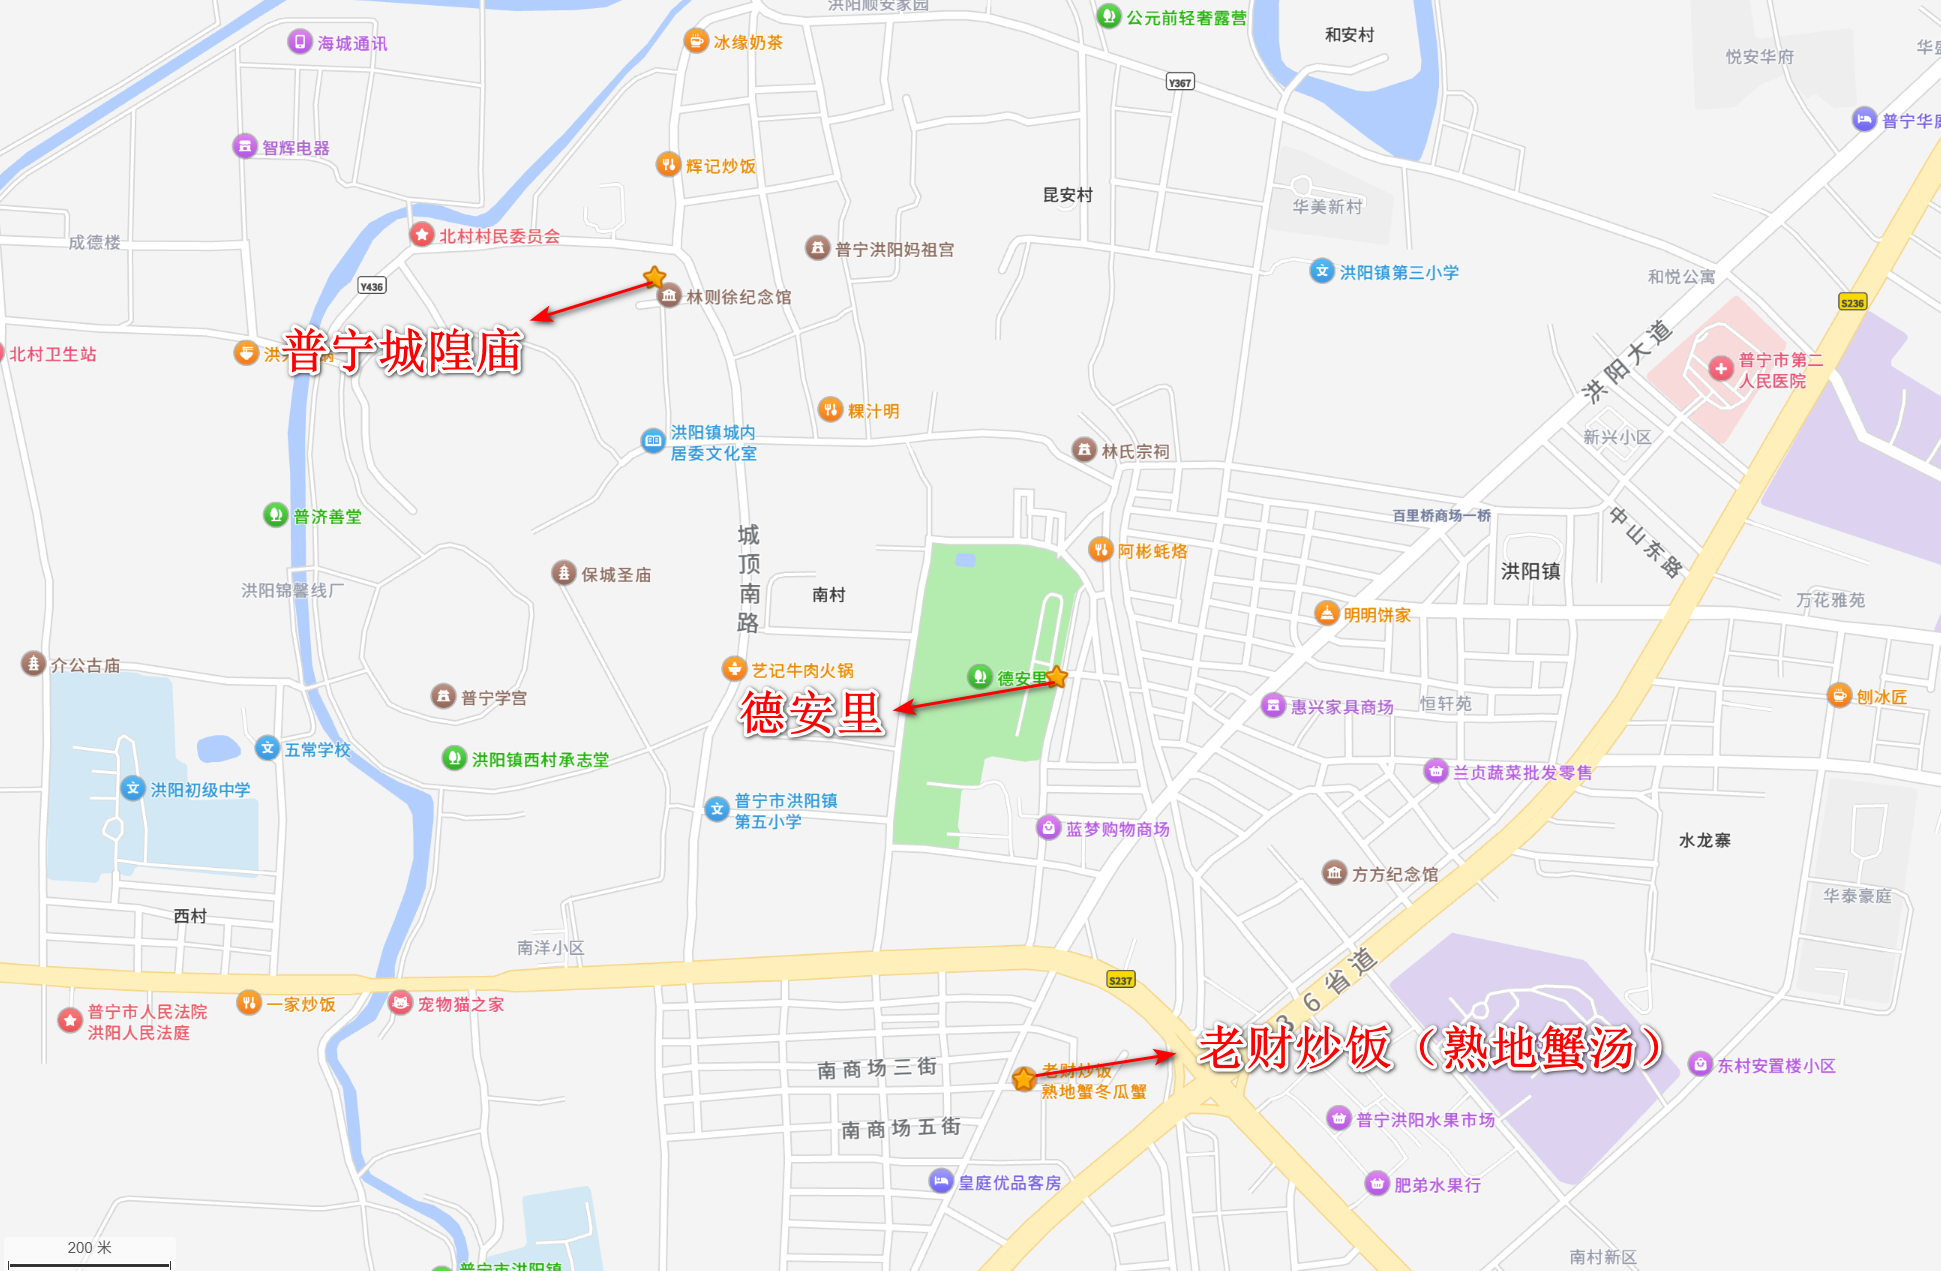 洪阳顺安家园
公元前轻奢露营
海城通讯
冰缘奶茶
和安村
悦安华府
Y367
普宁华庭
智辉电器
辉记炒饭
昆安村
华美新村
成德楼
北村村民委员会
普宁洪阳妈祖宫
洪阳镇第三小学
和悦公寓
Y436
林则徐纪念馆
S236
普宁城隍庙
北村卫生站
洪阳大道
普宁市第二
人民医院
粿汁明
洪阳镇城内
居委文化室
林氏宗祠
新兴小区
普济善堂
百里桥商场一桥
中山东路
城顶南路
阿彬蚝烙
洪阳镇
保城圣庙
洪阳锦馨线厂
南村
万花雅苑
明明饼家
介公古庙
艺记牛肉火锅
德安里
普宁学宫
德安里
惠兴家具商场
恒轩苑
刨冰匠
五常学校
洪阳镇西村承志堂
兰贞蔬菜批发零售
洪阳初级中学
普宁市洪阳镇
第五小学
蓝梦购物商场
水龙寨
方方纪念馆
华泰豪庭
西村
南洋小区
S237
36省道
普宁市人民法院
洪阳人民法庭
一家炒饭
宠物猫之家
老财炒饭（熟地蟹汤）
南商场三街
老财炒饭
熟地蟹冬瓜蟹
东村安置楼小区
南商场五街
普宁洪阳水果市场
皇庭优品客房
肥弟水果行
200 米
南村新区
普宁市洪阳镇